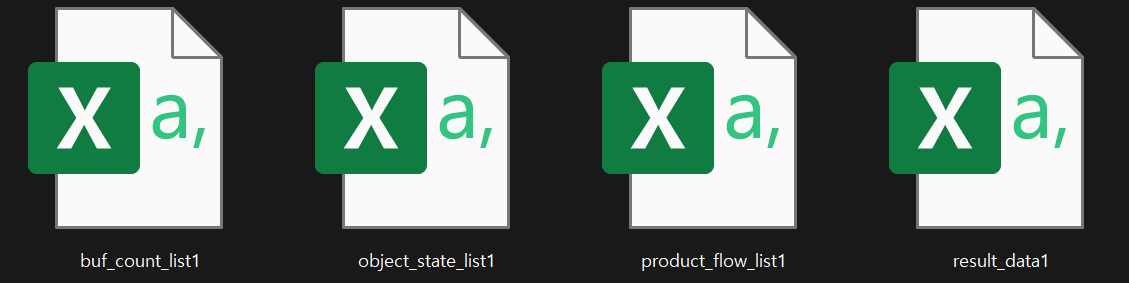 X a,
X a,
X a,
X a,
buf_count_list1
object_state_list1
product_flow_list1
result_data1